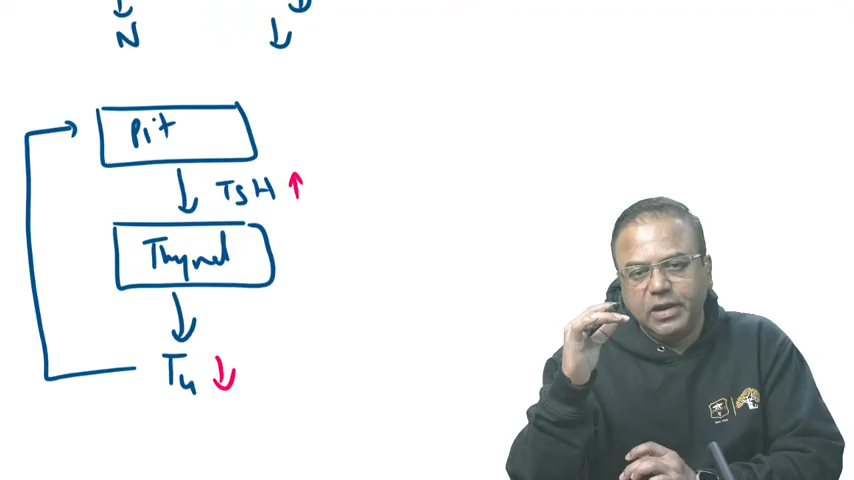 ↓
N ↓
Pit
↓ TSH ↑
Thyroid
↓
T4 ↓